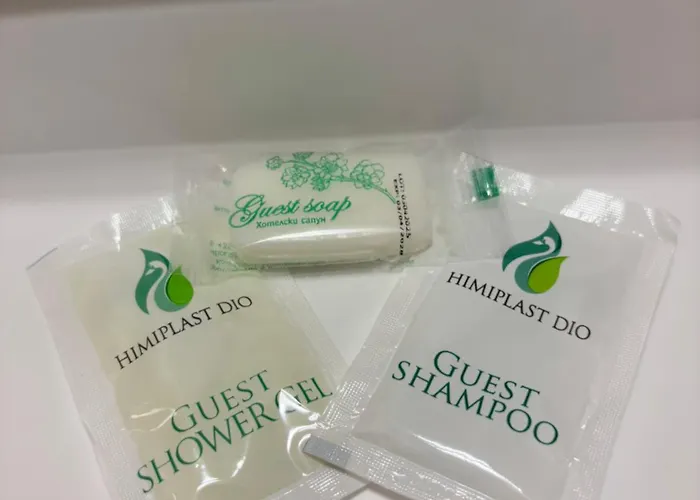 Guest soap
Хотелски сапун
HIMIPLAST DIO
GUEST
SHOWER GEL
HIMIPLAST DIO
GUEST
SHAMPOO